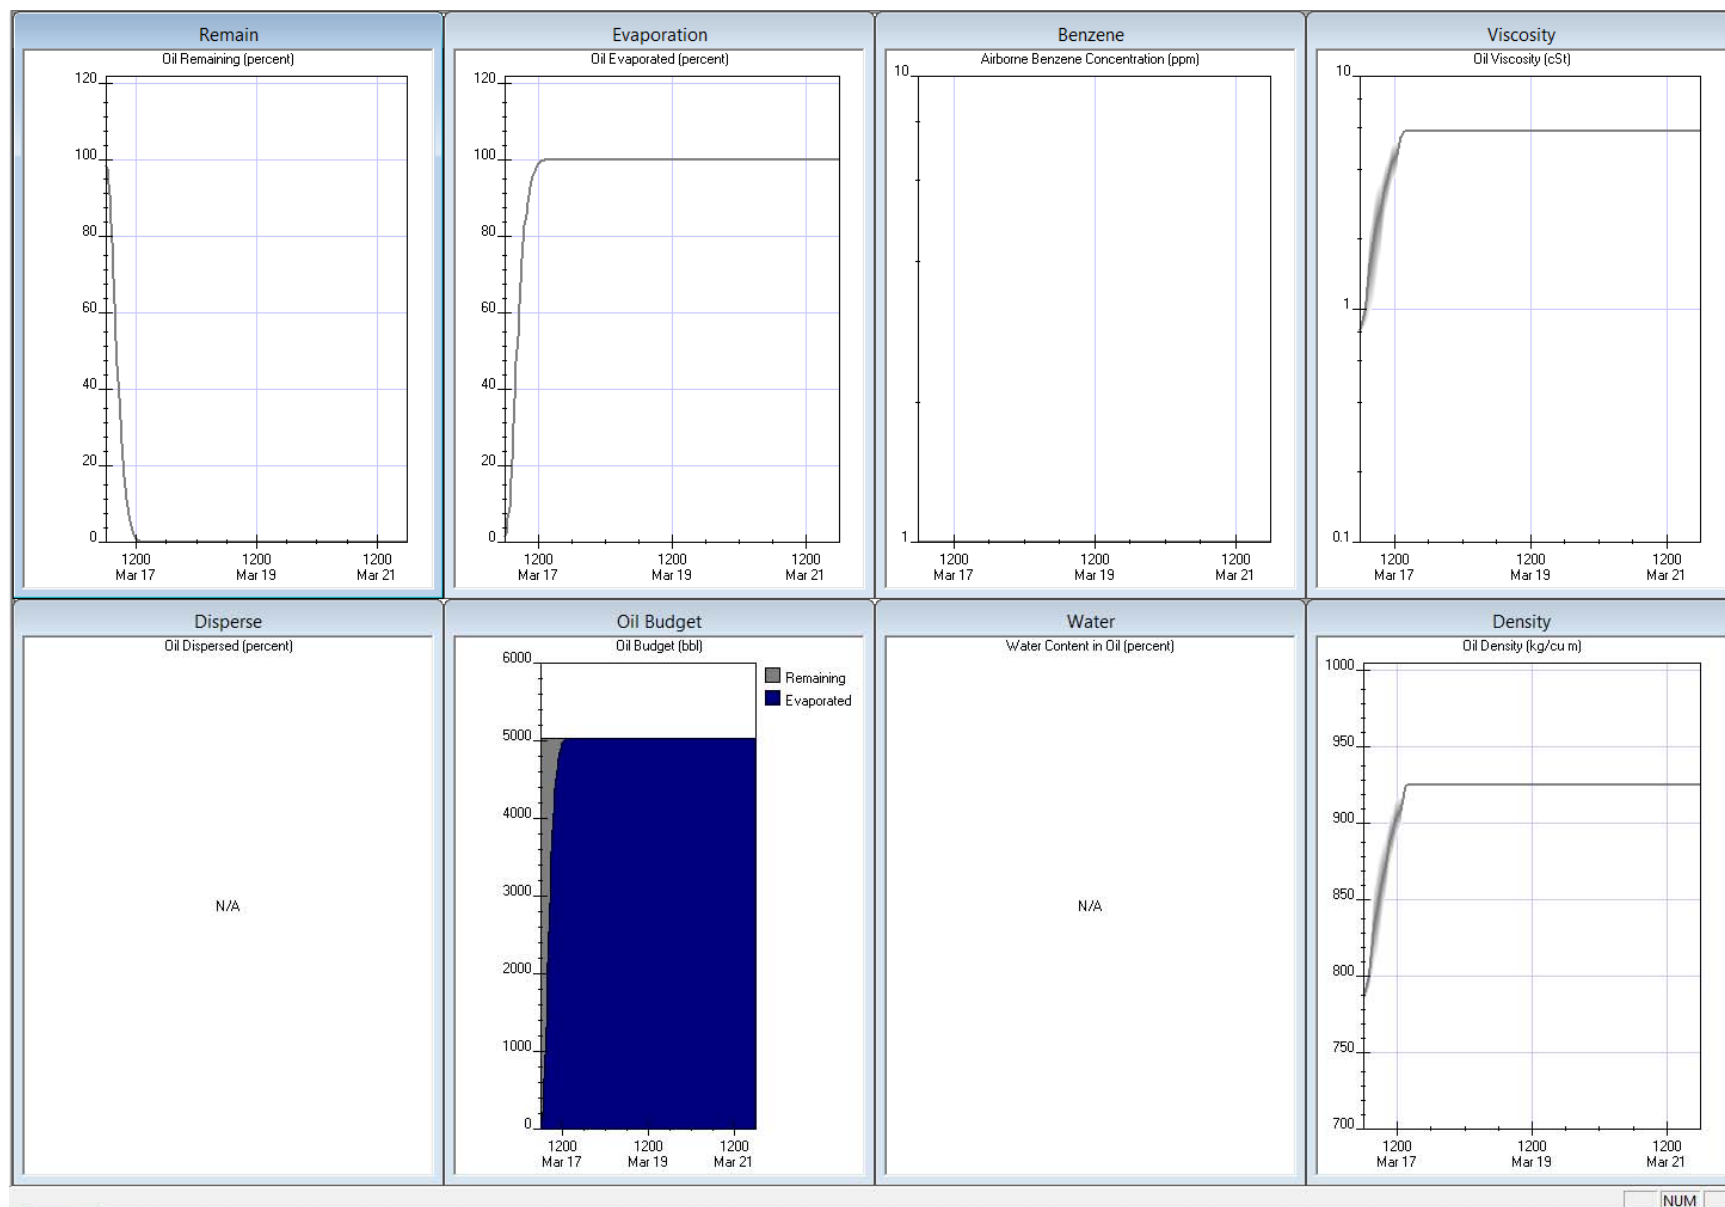 Remain
Oil Remaining (percent)
120
100
80
60
40
20
0
1200 1200 1200
Mar 17 Mar 19 Mar 21
Evaporation
Oil Evaporated (percent)
120
100
80
60
40
20
0
1200 1200 1200
Mar 17 Mar 19 Mar 21
Benzene
Airborne Benzene Concentration (ppm)
10
1
1200 1200 1200
Mar 17 Mar 19 Mar 21
Viscosity
Oil Viscosity (cSt)
10
1
0.1
1200 1200 1200
Mar 17 Mar 19 Mar 21
Disperse
Oil Dispersed (percent)
N/A
Oil Budget
Oil Budget (bbl)
6000
5000
4000
3000
2000
1000
0
1200 1200 1200
Mar 17 Mar 19 Mar 21
Remaining
Evaporated
Water
Water Content in Oil (percent)
N/A
Density
Oil Density (kg/cu m)
1000
950
900
850
800
750
700
1200 1200 1200
Mar 17 Mar 19 Mar 21
NUM